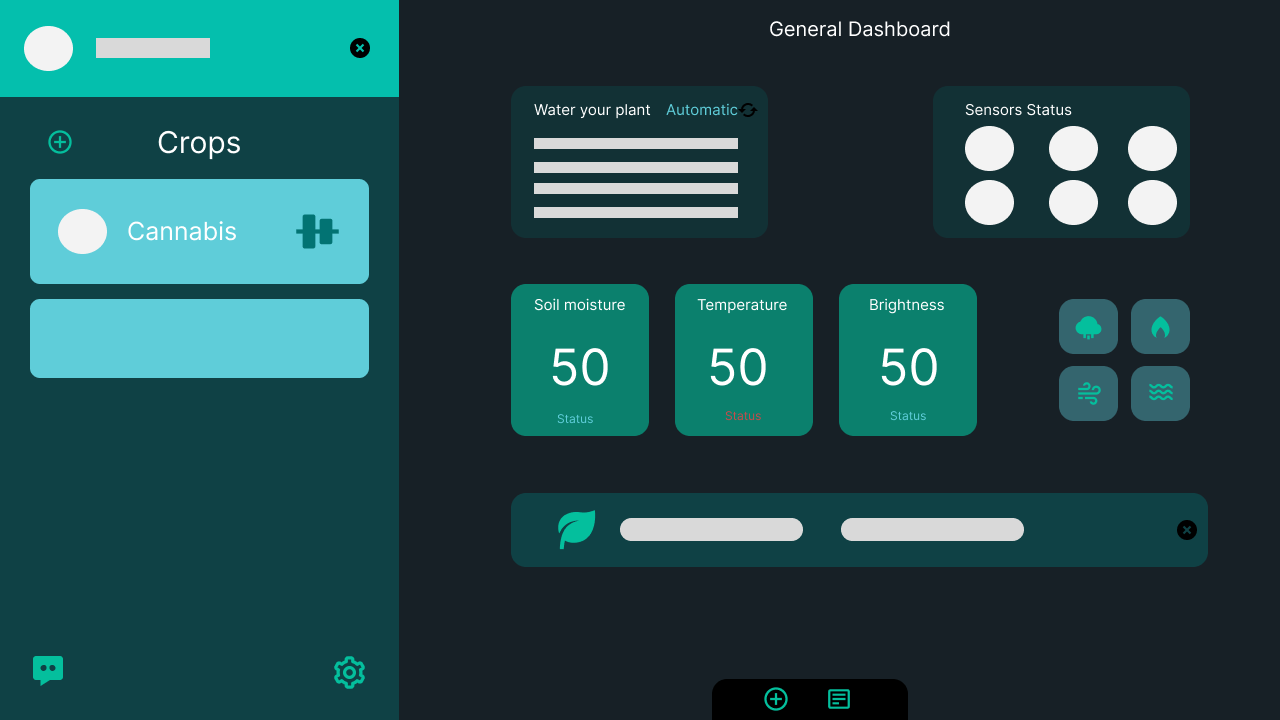 General Dashboard
Crops
Cannabis
Water your plant Automatic
Sensors Status
Soil moisture
50
Status
Temperature
50
Status
Brightness
50
Status